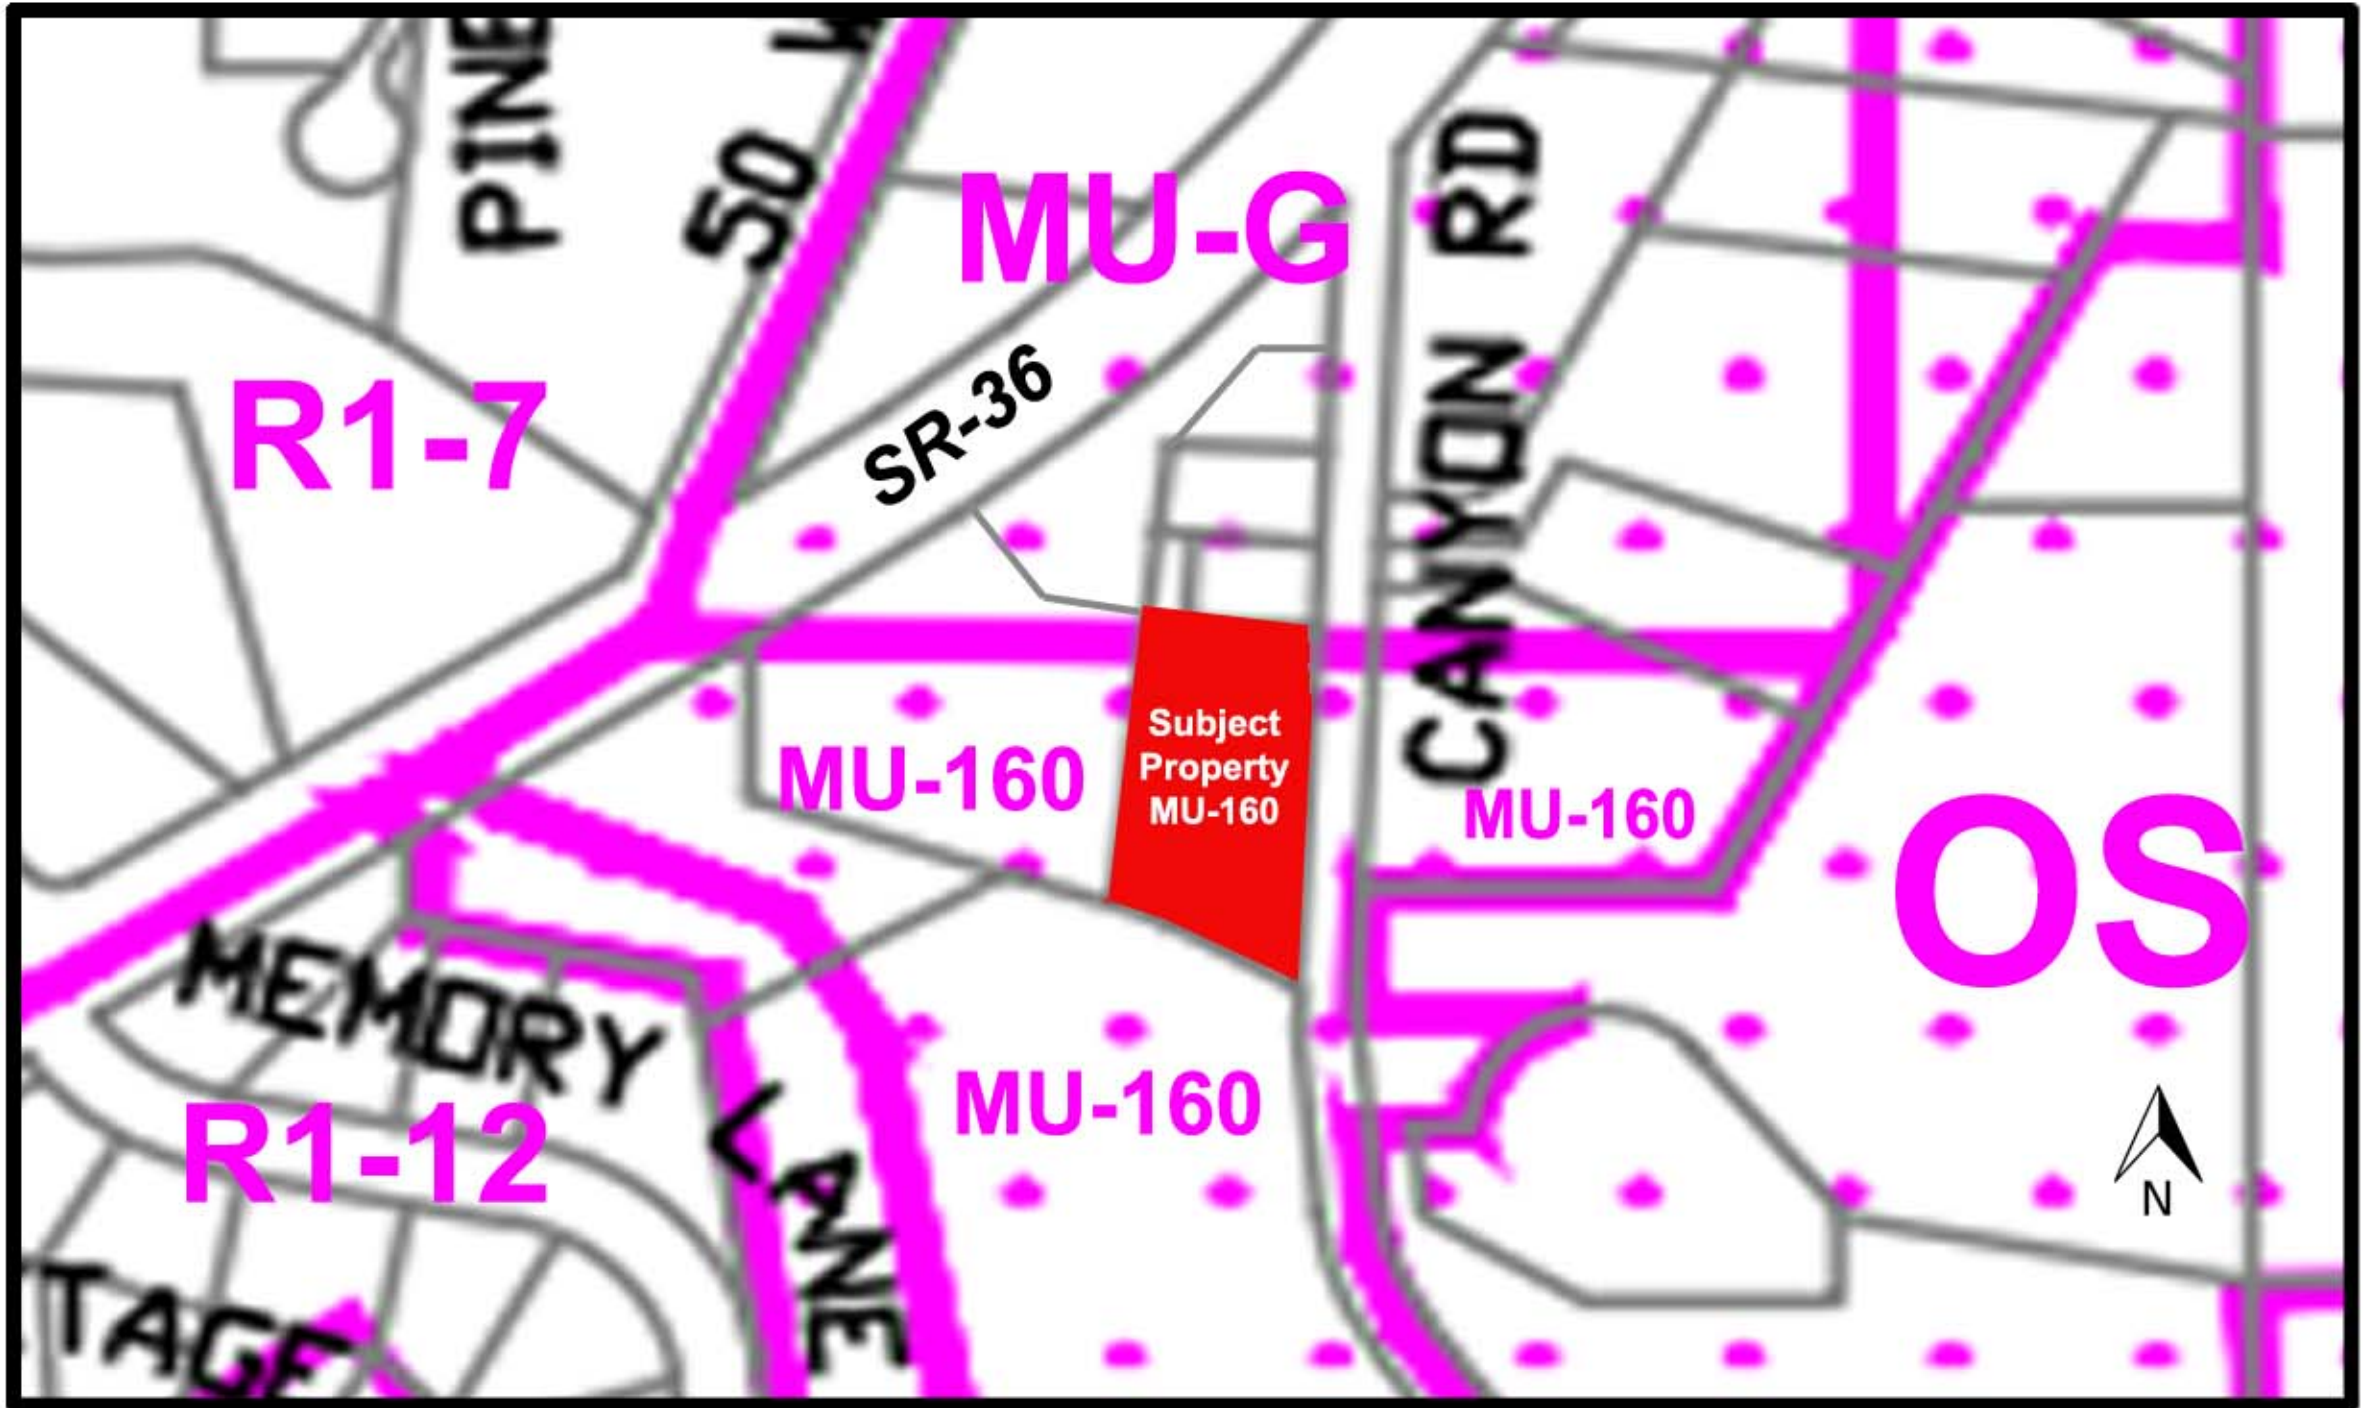 PINE
50 W
MU-G
CANYON RD
R1-7
SR-36
Subject
Property
MU-160
MU-160
MU-160
OS
MEMORY LANE
MU-160
R1-12
N
TAGE